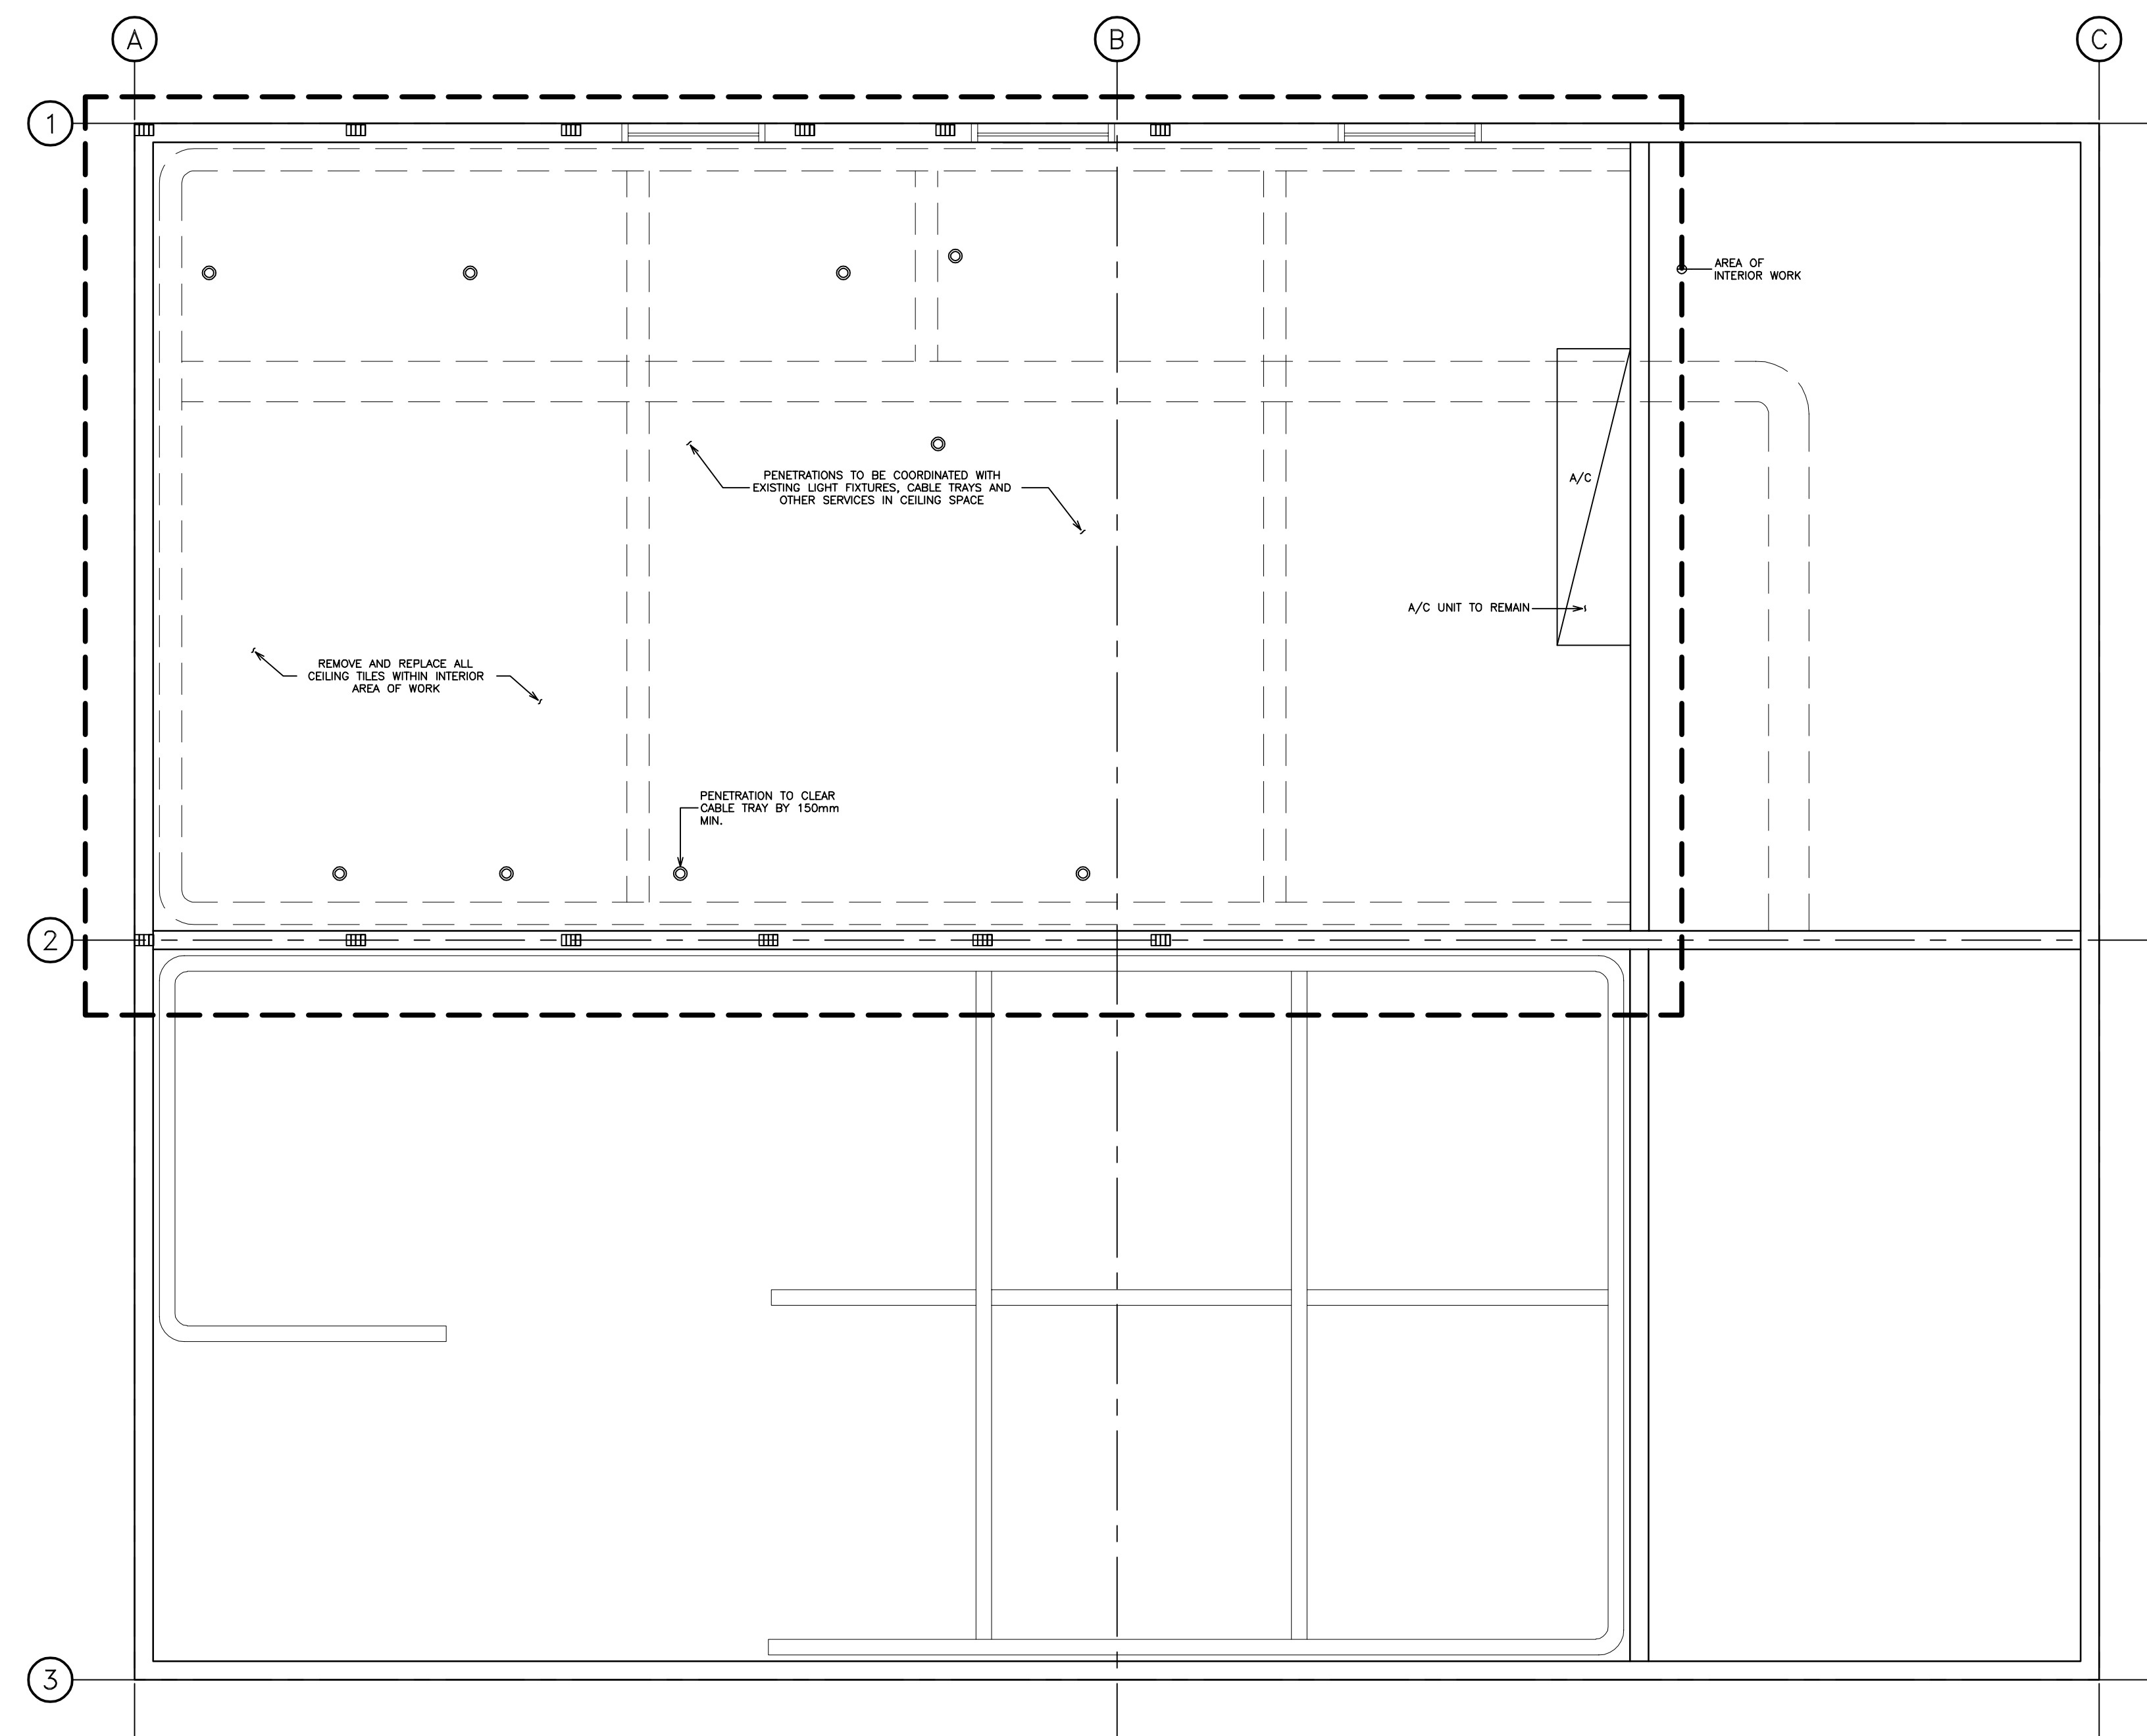 A
B
C
1
AREA OF
INTERIOR WORK
PENETRATIONS TO BE COORDINATED WITH
EXISTING LIGHT FIXTURES, CABLE TRAYS AND
OTHER SERVICES IN CEILING SPACE
A/C
A/C UNIT TO REMAIN
REMOVE AND REPLACE ALL
CEILING TILES WITHIN INTERIOR
AREA OF WORK
PENETRATION TO CLEAR
CABLE TRAY BY 150mm
MIN.
2
3